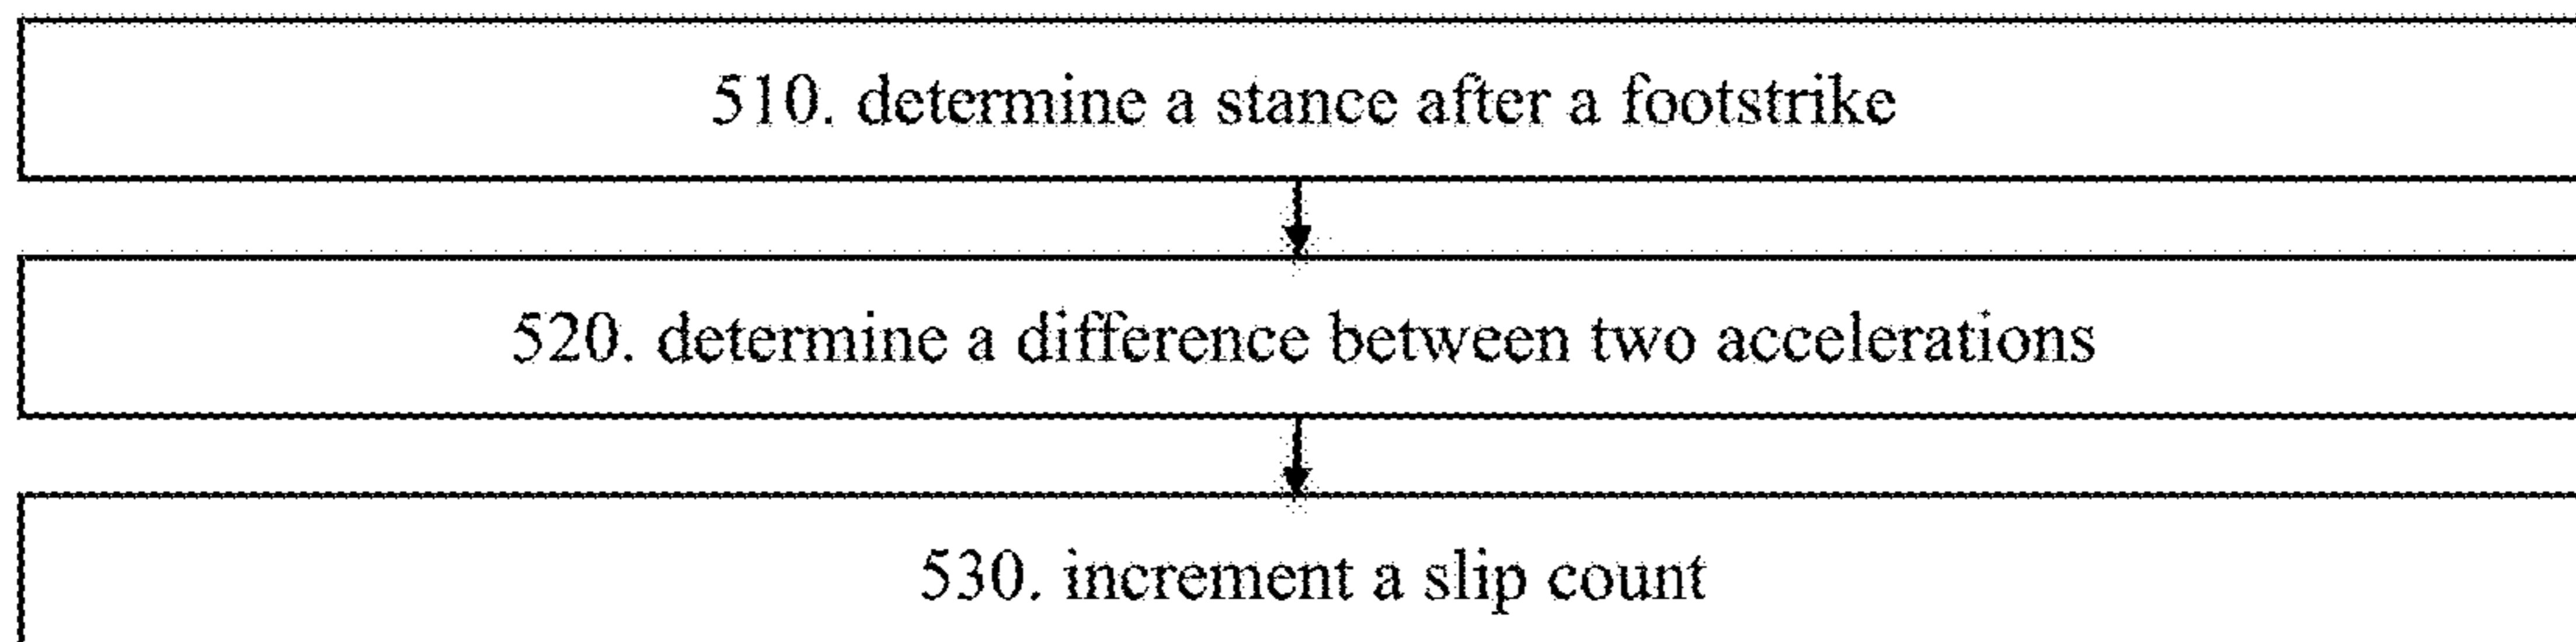 510. determine a stance after a footstrike
520. determine a difference between two accelerations
530. increment a slip count